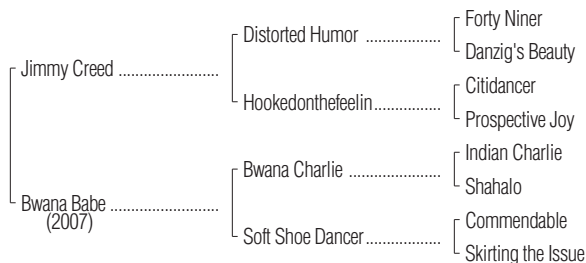 Jimmy Creed
Bwana Babe
(2007)
Distorted Humor
Hookedonthefeelin
Bwana Charlie
Soft Shoe Dancer
Forty Niner
Danzig's Beauty
Citidancer
Prospective Joy
Indian Charlie
Shahalo
Commendable
Skirting the Issue